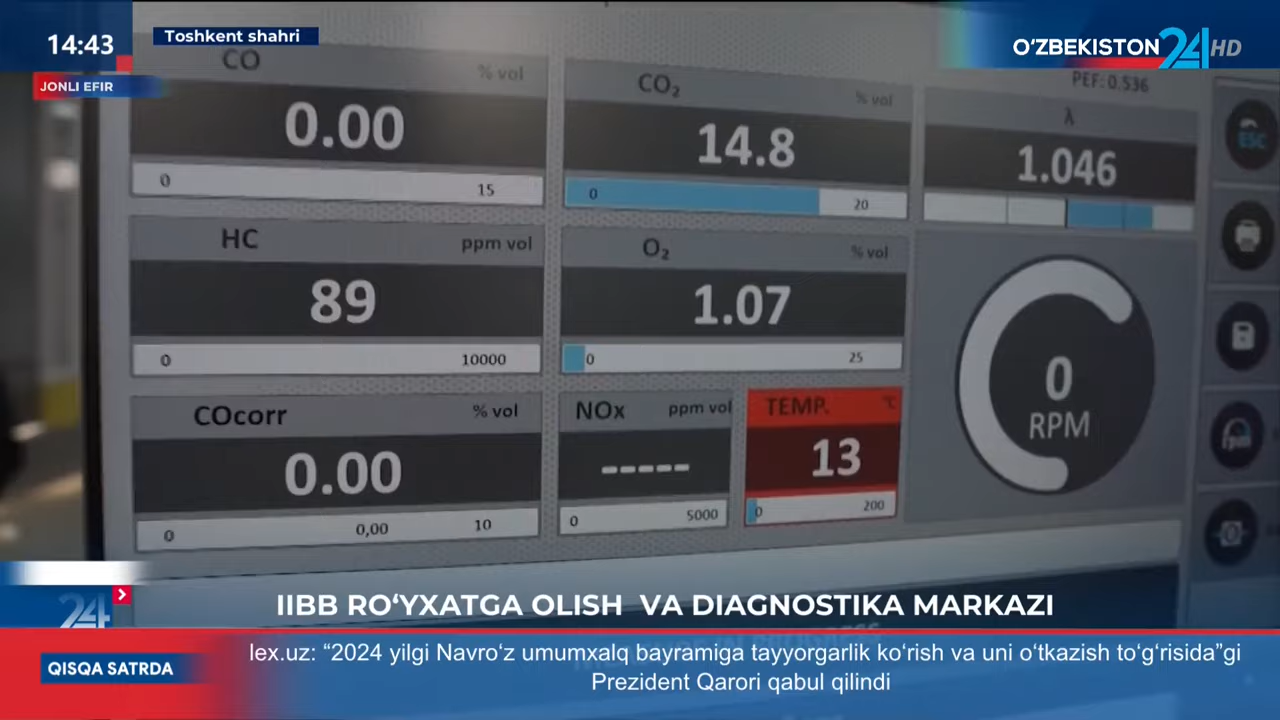 14:43
Toshkent shahri
JONLI EFIR
O‘ZBEKISTON 24 HD
PEF: 0.536
CO % vol
0.00
0 15
CO₂ % vol
14.8
0 20
λ
1.046
ESC
HC ppm vol
89
0 10000
O₂ % vol
1.07
0 25
0
RPM
COcorr % vol
0.00
0 0,00 10
NOx ppm vol
-----
0 5000
TEMP. °C
13
0 200
24
IIBB RO‘YXATGA OLISH VA DIAGNOSTIKA MARKAZI
QISQA SATRDA
lex.uz: “2024 yilgi Navro‘z umumxalq bayramiga tayyorgarlik ko‘rish va uni o‘tkazish to‘g‘risida”gi
Prezident Qarori qabul qilindi